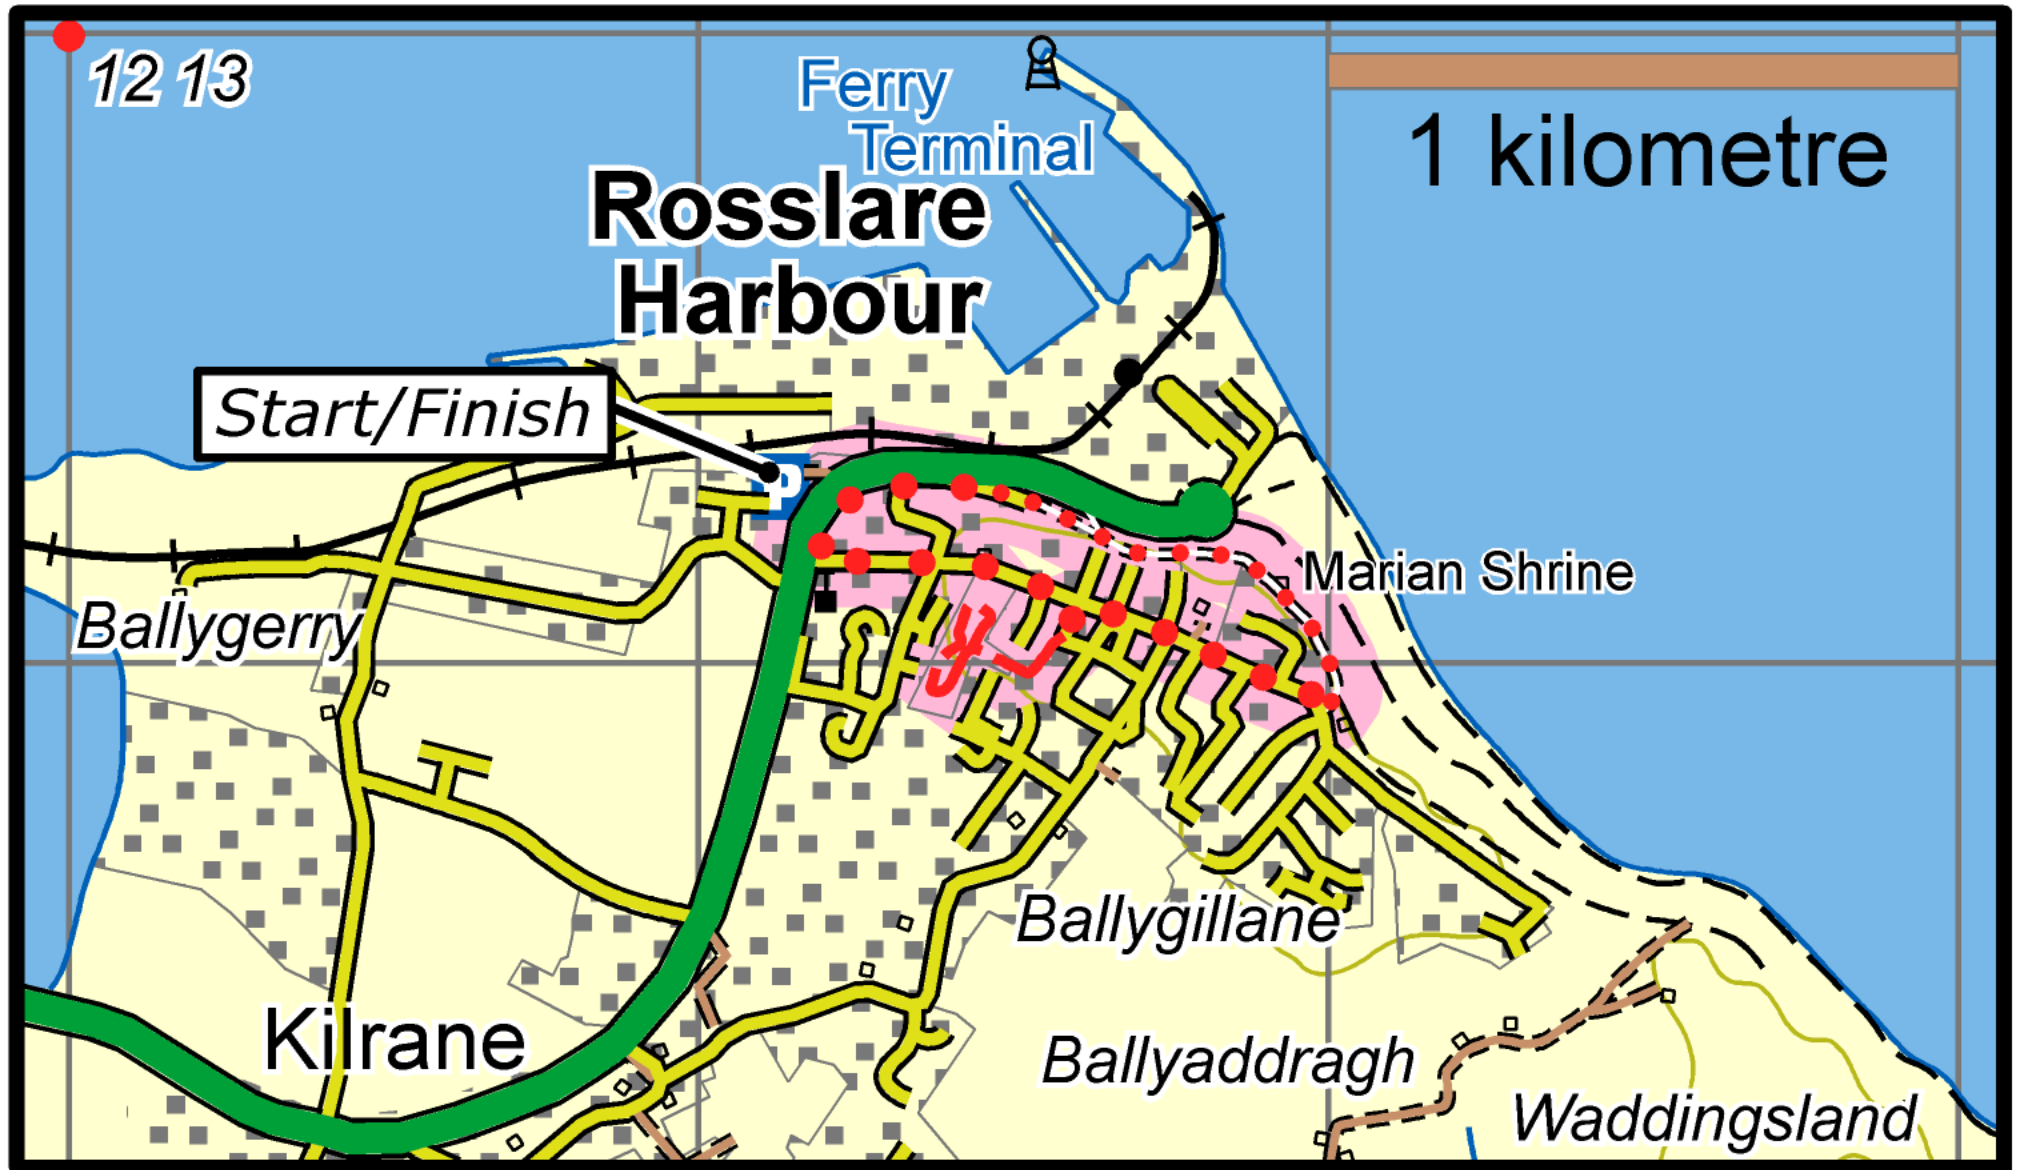 12 13
Ferry
Terminal
1 kilometre
Rosslare
Harbour
Start/Finish
P
Marian Shrine
Ballygerry
Ballygillane
Kilrane
Ballyaddragh
Waddingsland